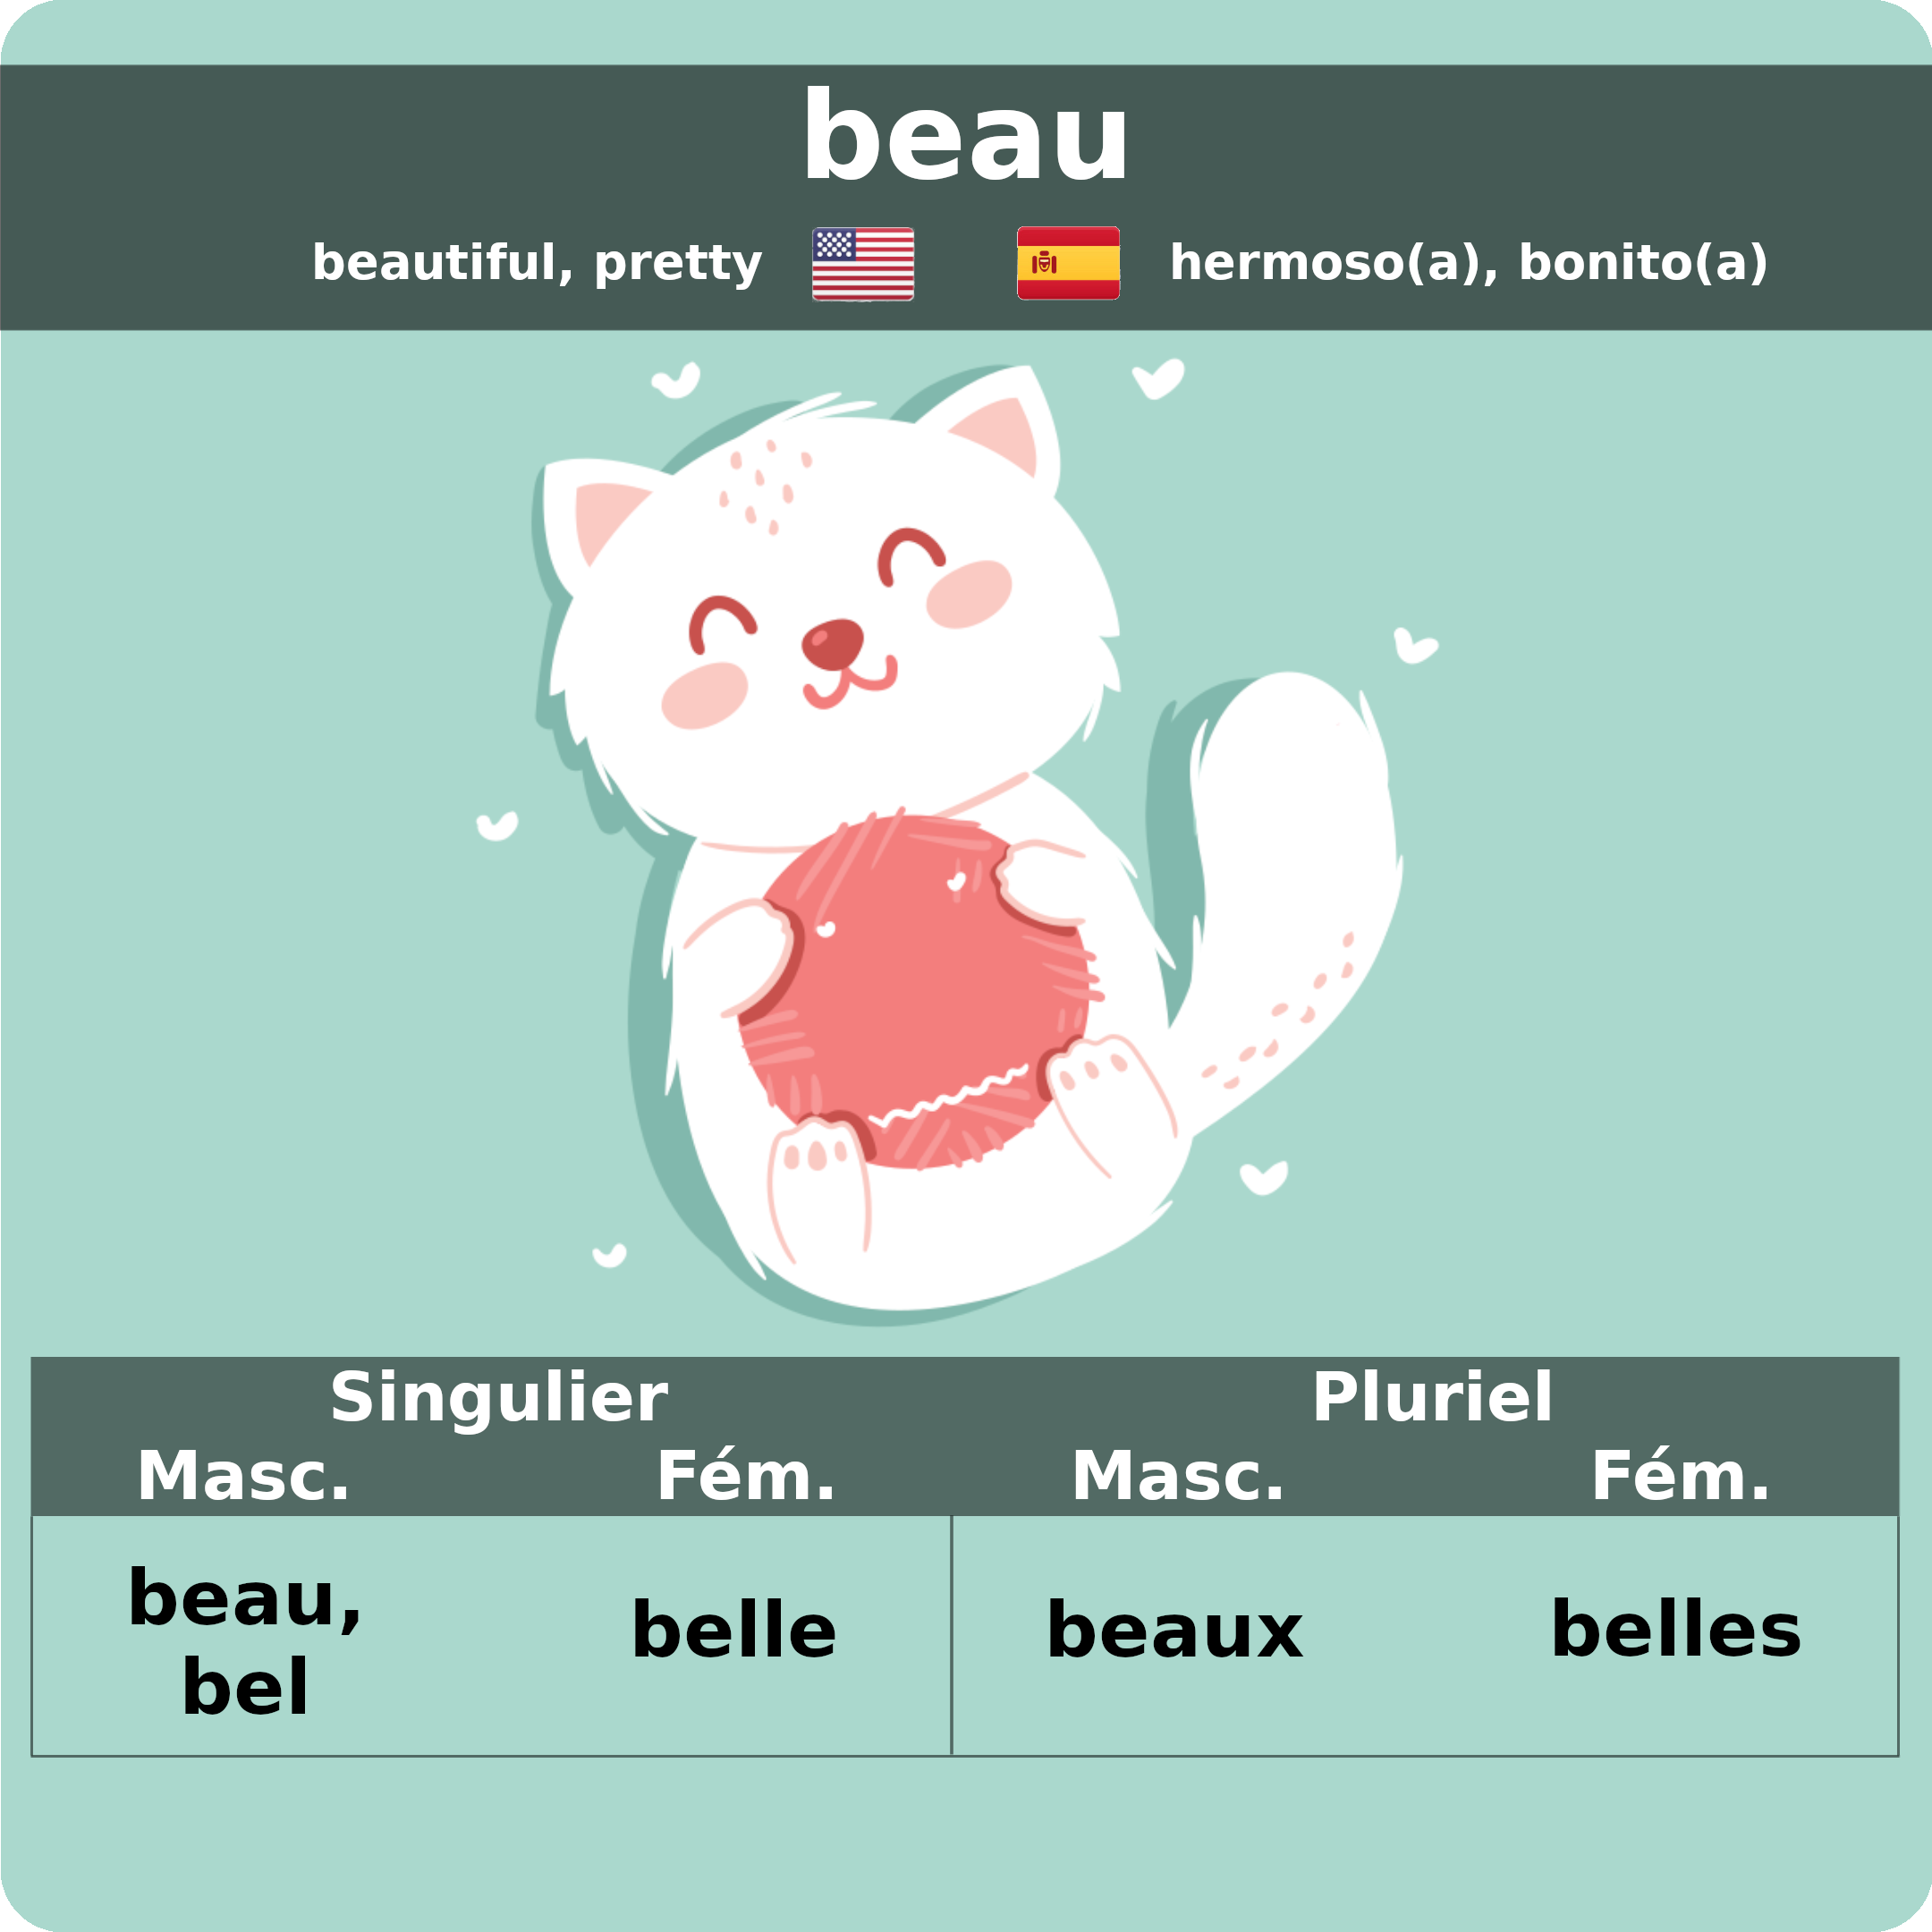 beau
beautiful, pretty hermoso(a), bonito(a)
Singulier Pluriel
Masc. Fém. Masc. Fém.
beau,
bel
belle
beaux
belles